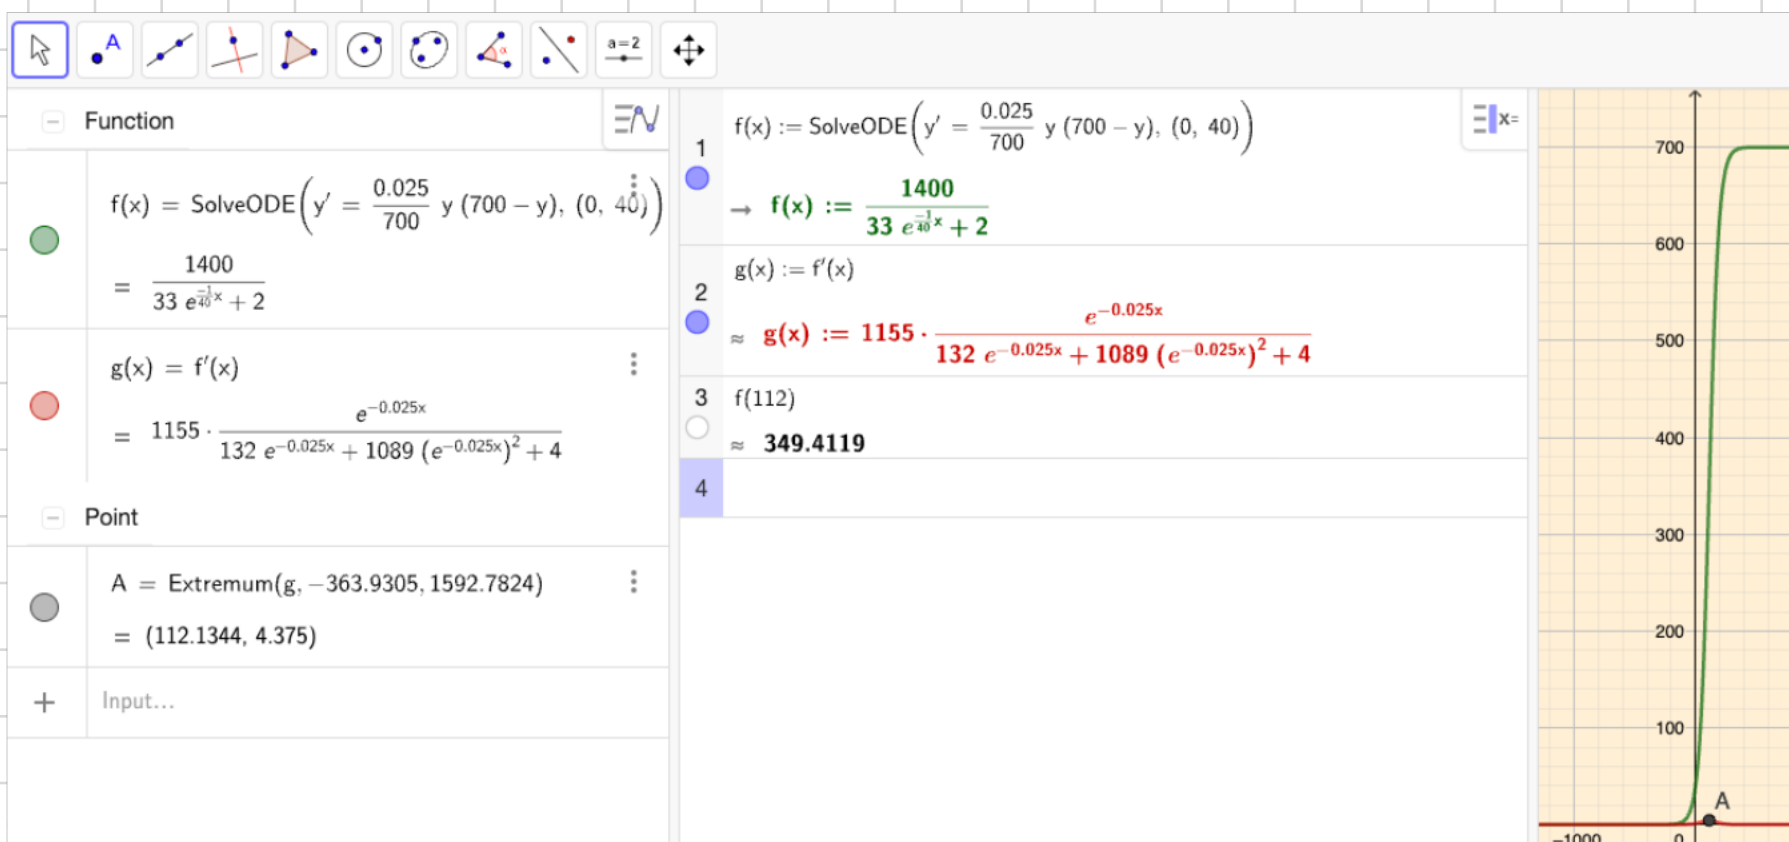 A
α
a=2
Function
f(x) = SolveODE(y′ = 0.025/700 y (700 − y), (0, 40))
= 1400/(33 e^(−1/40 x) + 2)
g(x) = f′(x)
= 1155 · e^(−0.025x)/(132 e^(−0.025x) + 1089 (e^(−0.025x))² + 4)
Point
A = Extremum(g, −363.9305, 1592.7824)
= (112.1344, 4.375)
+ Input...
x=
1 f(x) := SolveODE(y′ = 0.025/700 y (700 − y), (0, 40))
→ f(x) := 1400/(33 e^(−1/40 x) + 2)
2 g(x) := f′(x)
≈ g(x) := 1155 · e^(−0.025x)/(132 e^(−0.025x) + 1089 (e^(−0.025x))² + 4)
3 f(112)
≈ 349.4119
4
700
600
500
400
300
200
100
A
−1000 0